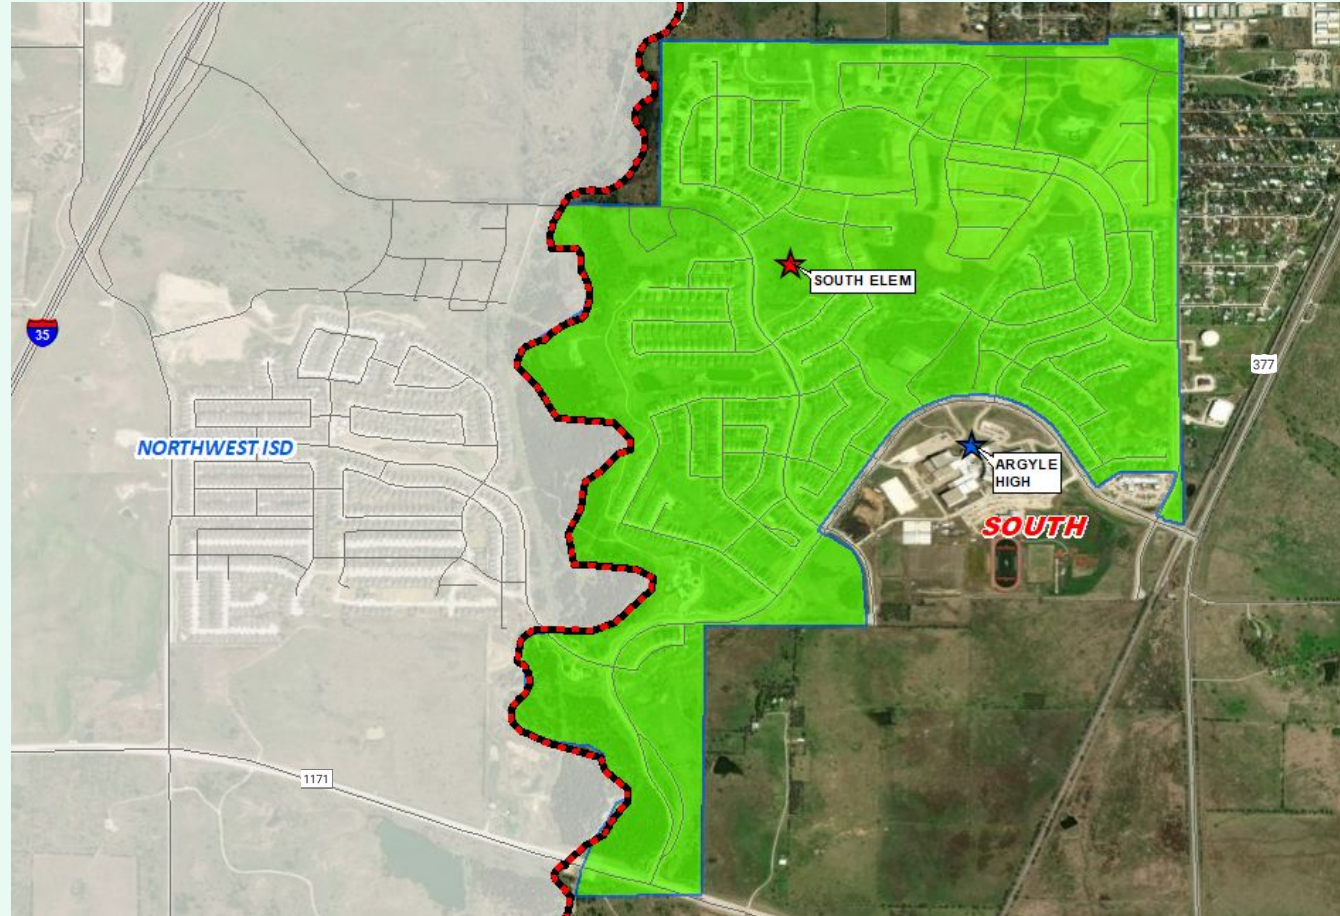 SOUTH ELEM
35
377
NORTHWEST ISD
ARGYLE
HIGH
SOUTH
1171